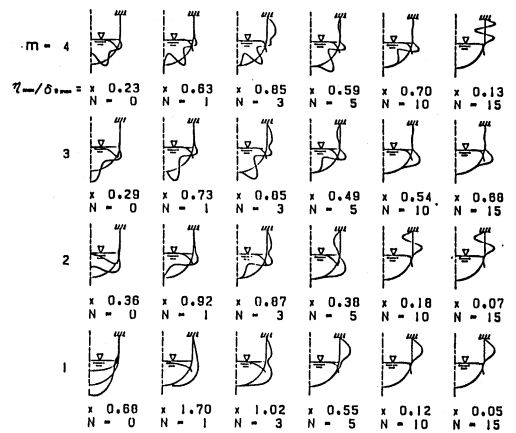 m = 4
ηmax/δmax = x 0.23 x 0.63 x 0.85 x 0.59 x 0.70 x 0.13
N = 0 N = 1 N = 3 N = 5 N = 10 N = 15
3
x 0.29 x 0.73 x 0.85 x 0.49 x 0.54 x 0.68
N = 0 N = 1 N = 3 N = 5 N = 10 N = 15
2
x 0.36 x 0.92 x 0.87 x 0.38 x 0.18 x 0.07
N = 0 N = 1 N = 3 N = 5 N = 10 N = 15
1
x 0.68 x 1.70 x 1.02 x 0.55 x 0.12 x 0.05
N = 0 N = 1 N = 3 N = 5 N = 10 N = 15